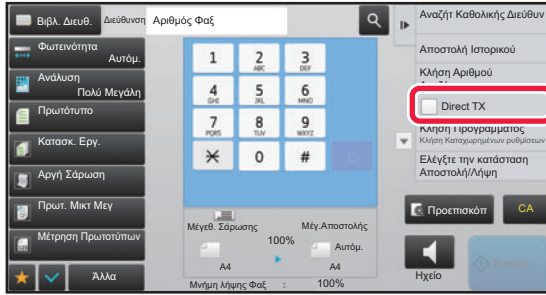 Βιβλ. Διευθ.
Διεύθυνση
Αριθμός Φαξ
Φωτεινότητα
Αυτόμ.
Ανάλυση
Πολύ Μεγάλη
Πρωτότυπο
Κατασκ. Εργ.
Αργή Σάρωση
Πρωτ. Μικτ Μεγ
Μέτρηση Πρωτοτύπων
Άλλα
1
2
ABC
3
DEF
4
GHI
5
JKL
6
MNO
7
PQRS
8
TUV
9
WXYZ
0
#
C
Μέγεθ. Σάρωσης
Μέγ.Αποστολής
100%
Αυτόμ.
A4
A4
Μνήμη λήψης Φαξ : 100%
Αναζήτ Καθολικής Διεύθυν
Αποστολή Ιστορικού
Κλήση Αριθμού
Direct TX
Κλήση Προγράμματος
Κλήση Καταχωρημένων ρυθμίσεων
Ελέγξτε την κατάσταση
Αποστολή/Λήψη
Προεπισκόπ
CA
Ηχείο
Έναρξη